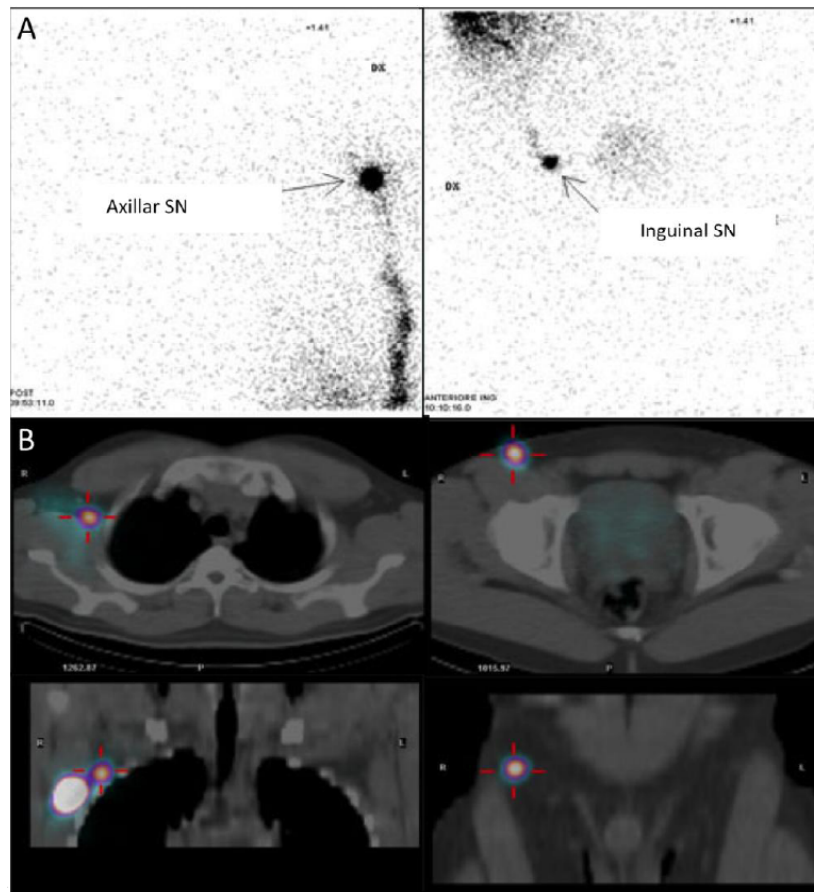 A
×1.41
DX
Axillar SN
POST
09:53:11.0
×1.41
DX
Inguinal SN
ANTERIORE ING
10:10:16.0
B
R
L
1262.87
P
R
L
1015.97
P
R
L
R
L